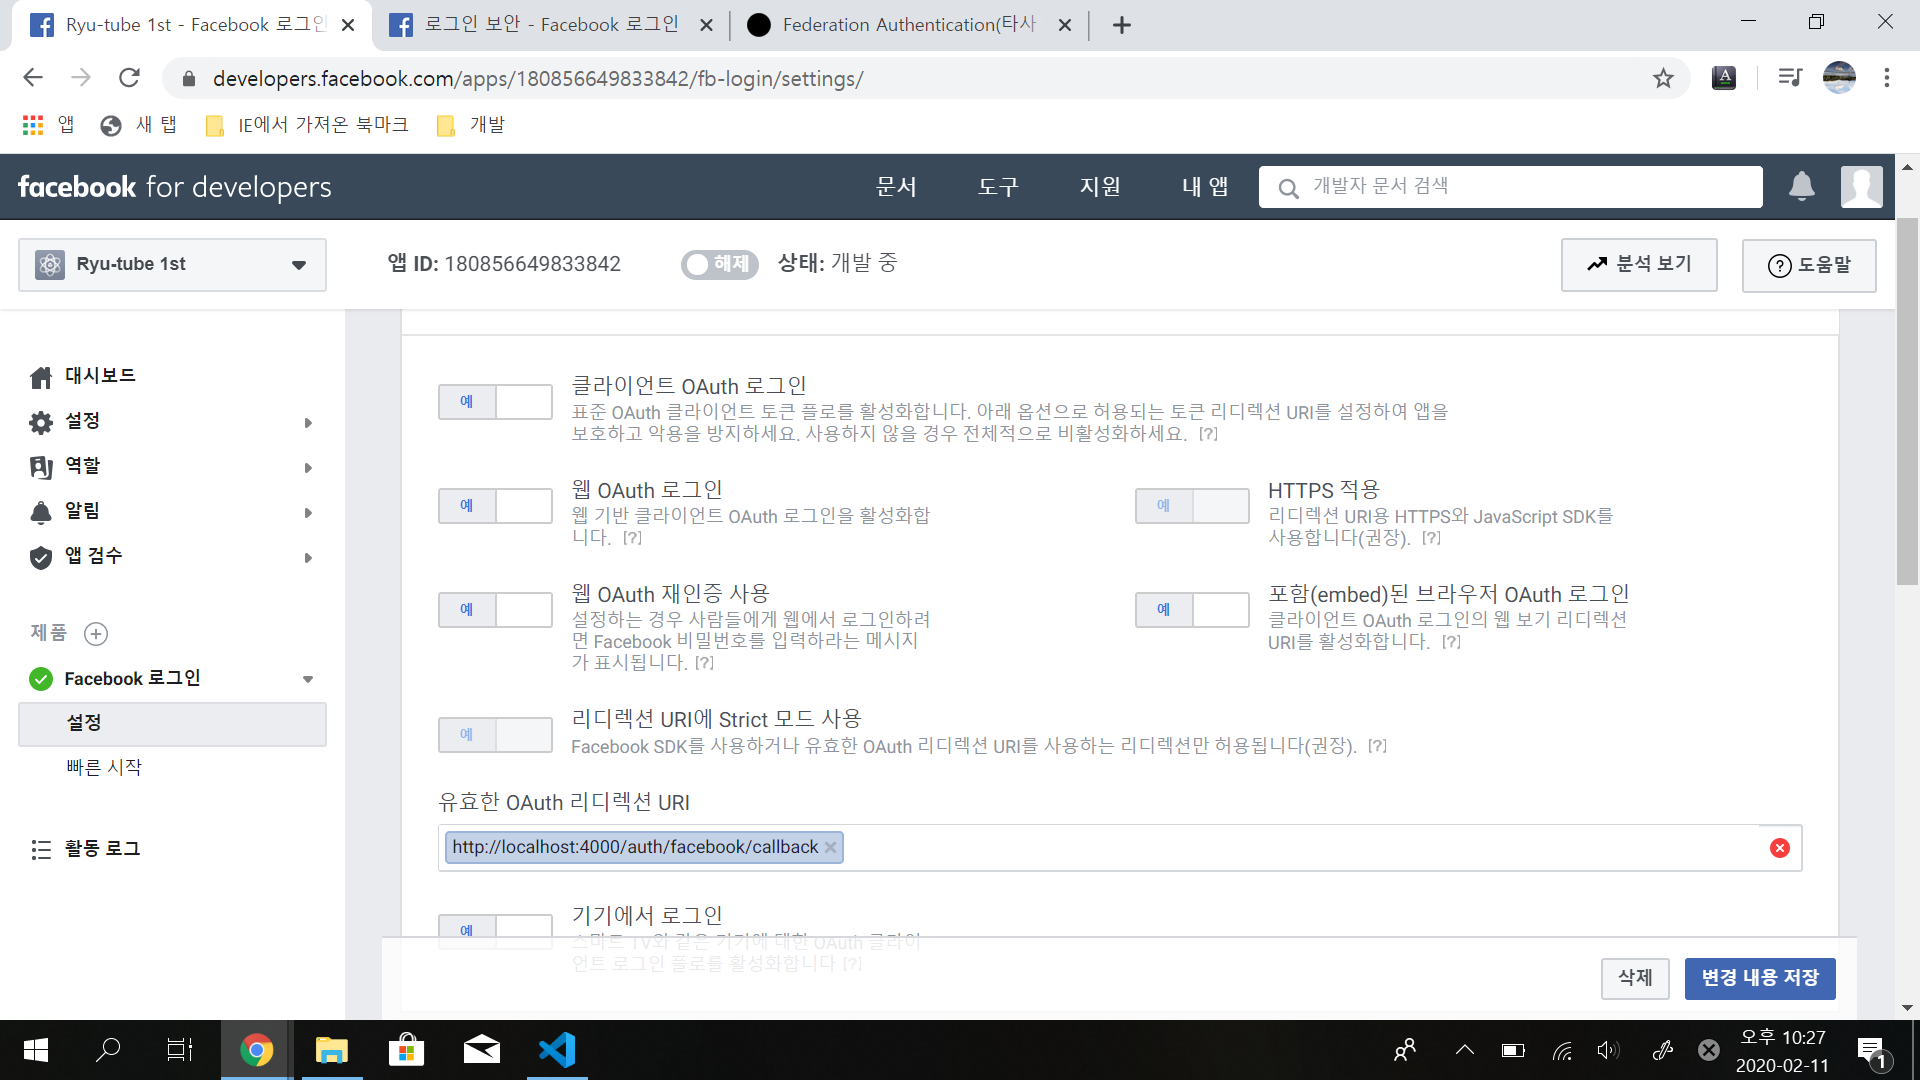 Ryu-tube 1st - Facebook 로그인
로그인 보안 - Facebook 로그인
Federation Authentication(타사
developers.facebook.com/apps/180856649833842/fb-login/settings/
앱
새 탭
IE에서 가져온 북마크
개발
facebook for developers
문서
도구
지원
내 앱
개발자 문서 검색
Ryu-tube 1st
앱 ID: 180856649833842
해제
상태: 개발 중
분석 보기
도움말
대시보드
설정
역할
알림
앱 검수
제품
Facebook 로그인
설정
빠른 시작
활동 로그
예
클라이언트 OAuth 로그인
표준 OAuth 클라이언트 토큰 플로를 활성화합니다. 아래 옵션으로 허용되는 토큰 리디렉션 URI를 설정하여 앱을
보호하고 악용을 방지하세요. 사용하지 않을 경우 전체적으로 비활성화하세요. [?]
예
웹 OAuth 로그인
웹 기반 클라이언트 OAuth 로그인을 활성화합
니다. [?]
예
HTTPS 적용
리디렉션 URI용 HTTPS와 JavaScript SDK를
사용합니다(권장). [?]
예
웹 OAuth 재인증 사용
설정하는 경우 사람들에게 웹에서 로그인하려
면 Facebook 비밀번호를 입력하라는 메시지
가 표시됩니다. [?]
예
포함(embed)된 브라우저 OAuth 로그인
클라이언트 OAuth 로그인의 웹 보기 리디렉션
URI를 활성화합니다. [?]
예
리디렉션 URI에 Strict 모드 사용
Facebook SDK를 사용하거나 유효한 OAuth 리디렉션 URI를 사용하는 리디렉션만 허용됩니다(권장). [?]
유효한 OAuth 리디렉션 URI
http://localhost:4000/auth/facebook/callback
예
기기에서 로그인
스마트 TV와 같은 기기에 대한 OAuth 클라이
언트 로그인 플로를 활성화합니다 [?]
삭제
변경 내용 저장
오후 10:27
2020-02-11
1